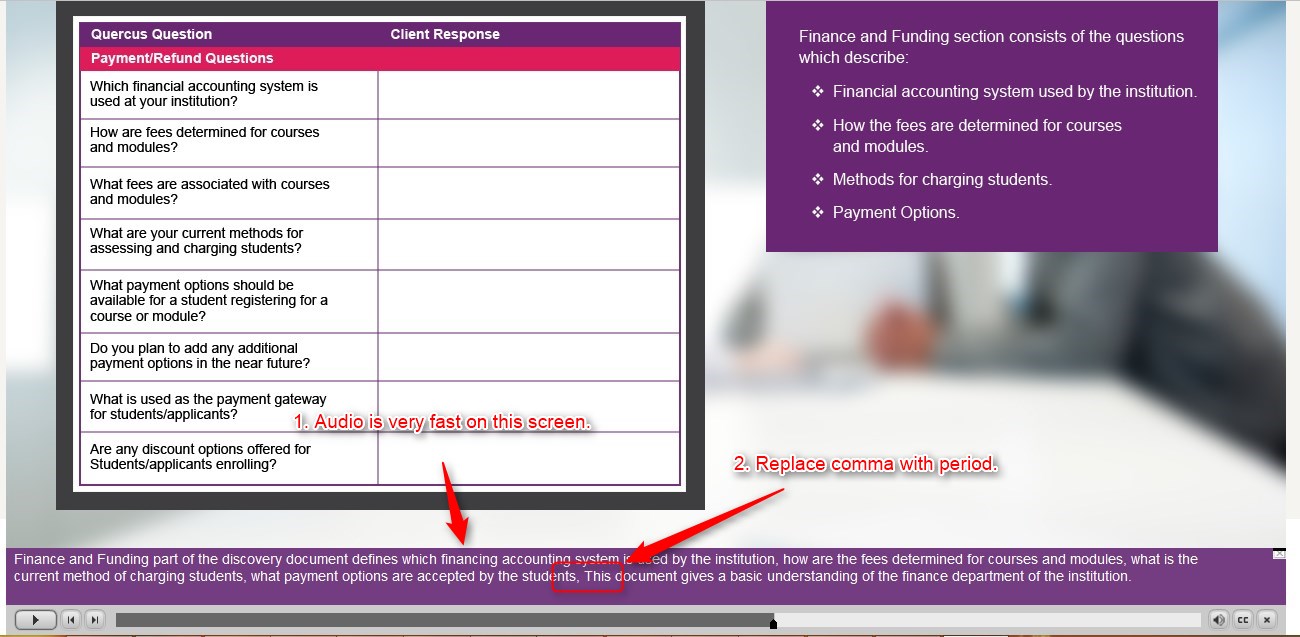 Quercus Question Client Response
Payment/Refund Questions
Which financial accounting system is
used at your institution?
How are fees determined for courses
and modules?
What fees are associated with courses
and modules?
What are your current methods for
assessing and charging students?
What payment options should be
available for a student registering for a
course or module?
Do you plan to add any additional
payment options in the near future?
What is used as the payment gateway
for students/applicants?
Are any discount options offered for
Students/applicants enrolling?
Finance and Funding section consists of the questions
which describe:
❖ Financial accounting system used by the institution.
❖ How the fees are determined for courses
and modules.
❖ Methods for charging students.
❖ Payment Options.
1. Audio is very fast on this screen.
2. Replace comma with period.
Finance and Funding part of the discovery document defines which financing accounting system is used by the institution, how are the fees determined for courses and modules, what is the
current method of charging students, what payment options are accepted by the students, This document gives a basic understanding of the finance department of the institution.
CC